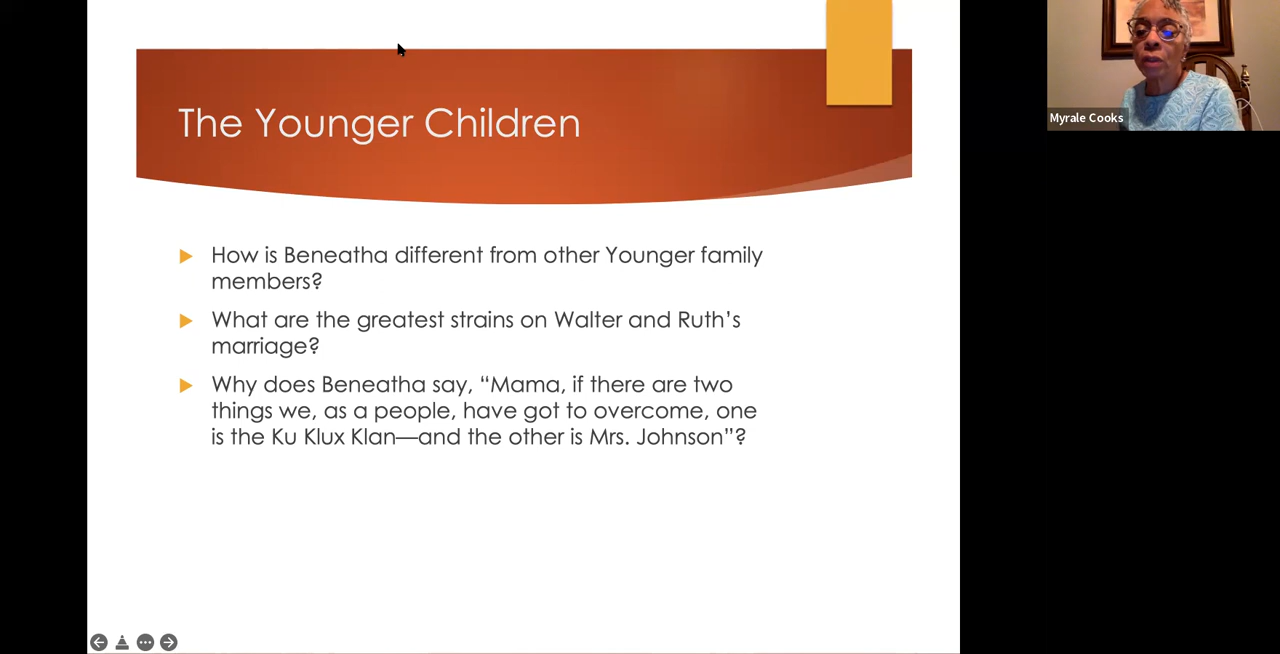 The Younger Children
How is Beneatha different from other Younger family
members?
What are the greatest strains on Walter and Ruth’s
marriage?
Why does Beneatha say, “Mama, if there are two
things we, as a people, have got to overcome, one
is the Ku Klux Klan—and the other is Mrs. Johnson”?
Myrale Cooks